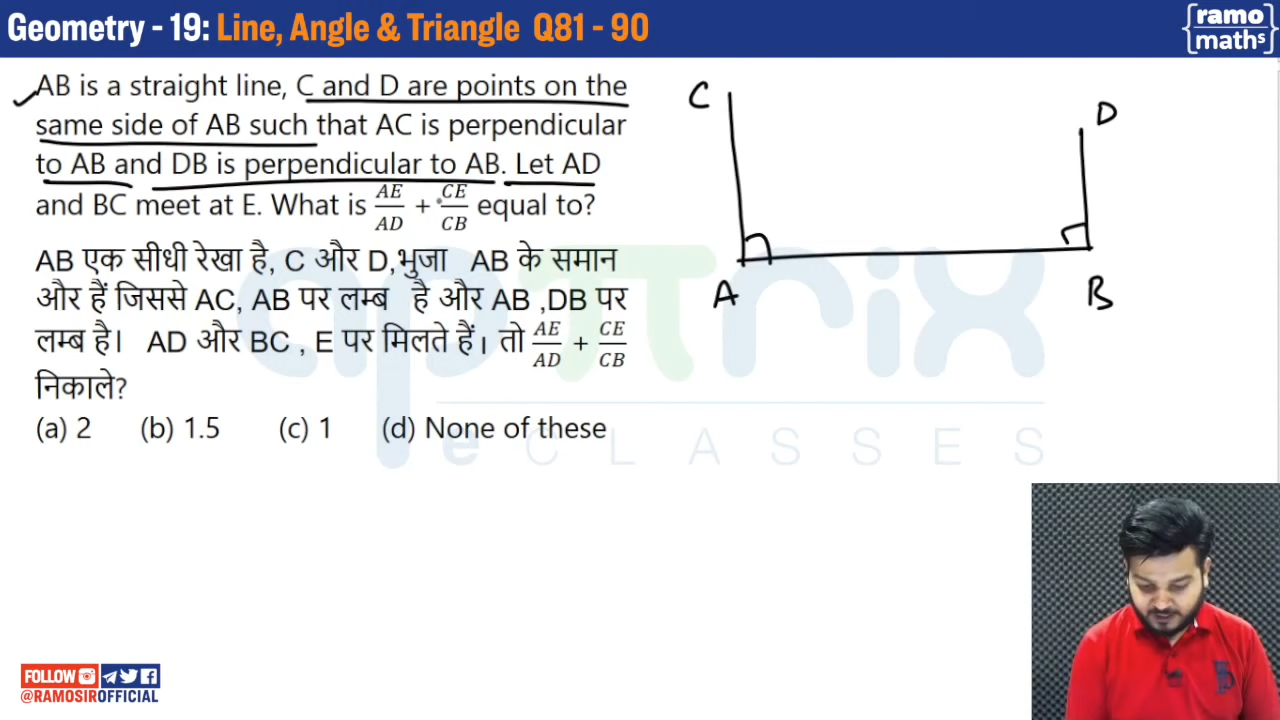 Geometry - 19: Line, Angle & Triangle Q81 - 90
{ramo maths}
AB is a straight line, C and D are points on the
same side of AB such that AC is perpendicular
to AB and DB is perpendicular to AB. Let AD
and BC meet at E. What is AE/AD + CE/CB equal to?
AB एक सीधी रेखा है, C और D,भुजा AB के समान
और हैं जिससे AC, AB पर लम्ब है और AB ,DB पर
लम्ब है। AD और BC , E पर मिलते हैं। तो AE/AD + CE/CB
निकाले?
(a) 2 (b) 1.5 (c) 1 (d) None of these
C
D
A
B
apπrix
eCLASSES
FOLLOW
@RAMOSIROFFICIAL